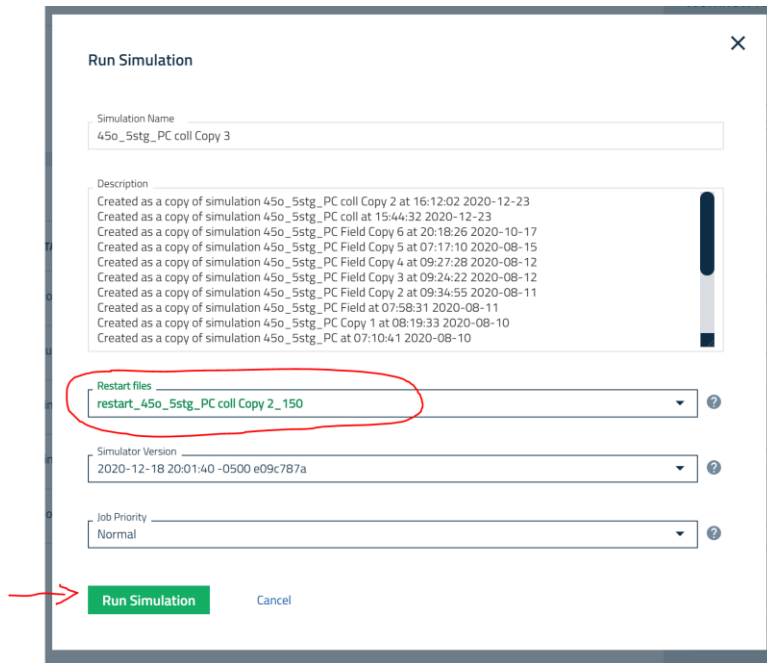 Run Simulation
Simulation Name
45o_5stg_PC coll Copy 3
Description
Created as a copy of simulation 45o_5stg_PC coll Copy 2 at 16:12:02 2020-12-23
Created as a copy of simulation 45o_5stg_PC coll at 15:44:32 2020-12-23
Created as a copy of simulation 45o_5stg_PC Field Copy 6 at 20:18:26 2020-10-17
Created as a copy of simulation 45o_5stg_PC Field Copy 5 at 07:17:10 2020-08-15
Created as a copy of simulation 45o_5stg_PC Field Copy 4 at 09:27:28 2020-08-12
Created as a copy of simulation 45o_5stg_PC Field Copy 3 at 09:24:22 2020-08-12
Created as a copy of simulation 45o_5stg_PC Field Copy 2 at 09:34:55 2020-08-11
Created as a copy of simulation 45o_5stg_PC Field at 07:58:31 2020-08-11
Created as a copy of simulation 45o_5stg_PC Copy 1 at 08:19:33 2020-08-10
Created as a copy of simulation 45o_5stg_PC at 07:10:41 2020-08-10
Restart files
restart_45o_5stg_PC coll Copy 2_150
Simulator Version
2020-12-18 20:01:40 -0500 e09c787a
Job Priority
Normal
Run Simulation
Cancel